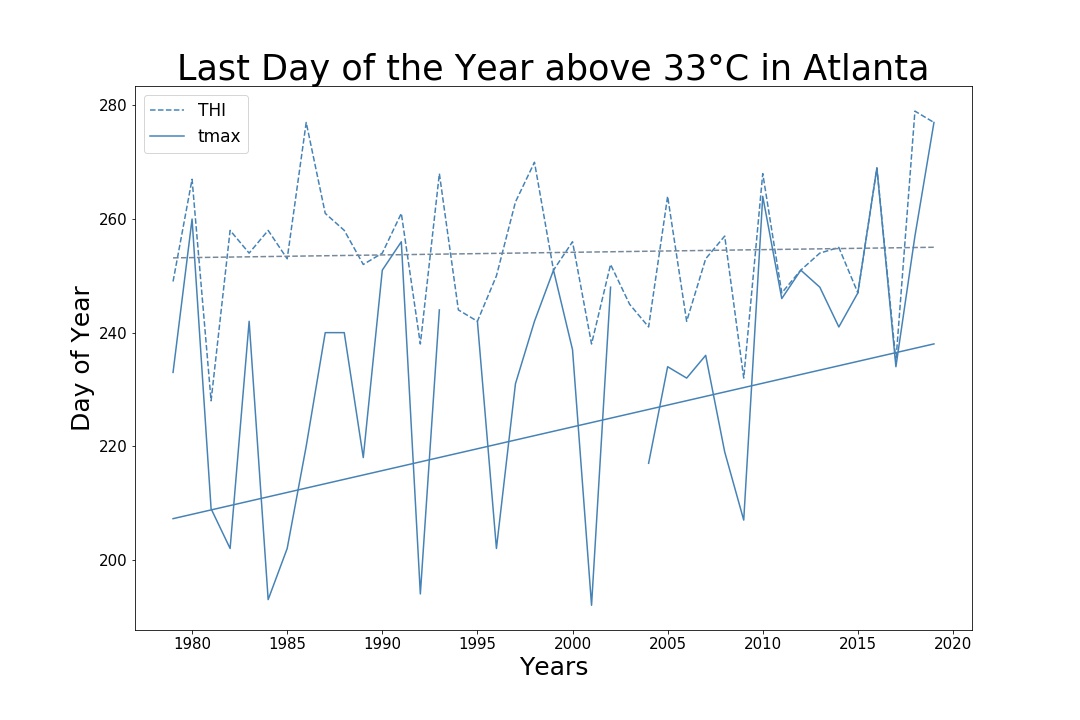 Last Day of the Year above 33°C in Atlanta
THI
tmax
Day of Year
280
260
240
220
200
1980 1985 1990 1995 2000 2005 2010 2015 2020
Years